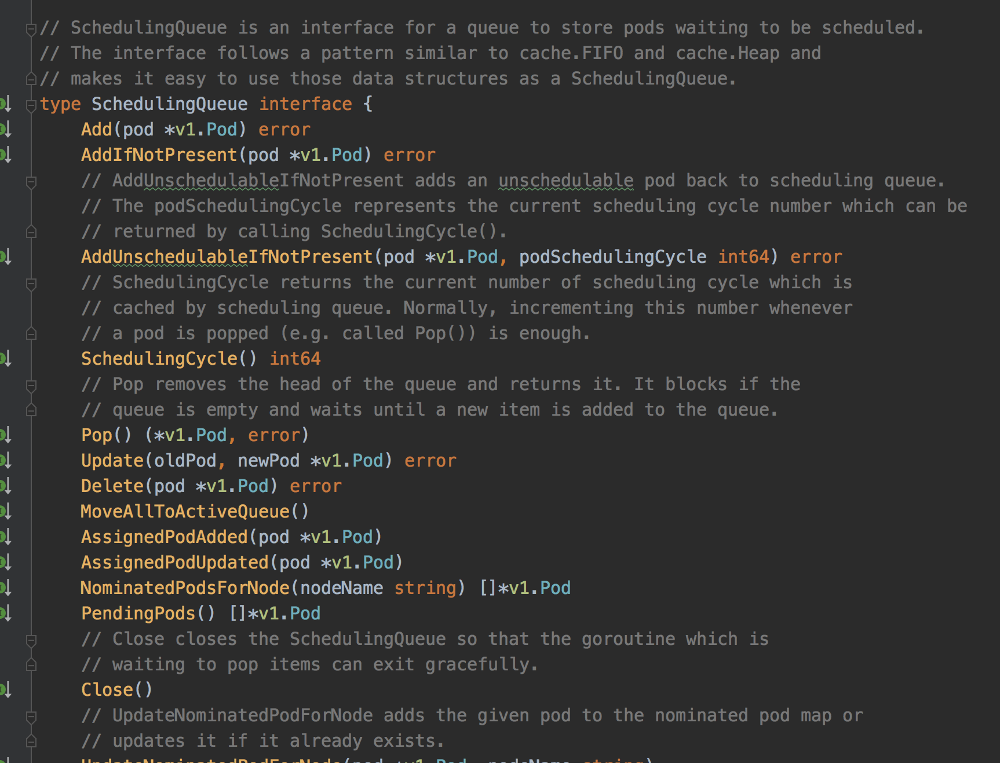 // SchedulingQueue is an interface for a queue to store pods waiting to be scheduled.
// The interface follows a pattern similar to cache.FIFO and cache.Heap and
// makes it easy to use those data structures as a SchedulingQueue.
type SchedulingQueue interface {
    Add(pod *v1.Pod) error
    AddIfNotPresent(pod *v1.Pod) error
    // AddUnschedulableIfNotPresent adds an unschedulable pod back to scheduling queue.
    // The podSchedulingCycle represents the current scheduling cycle number which can be
    // returned by calling SchedulingCycle().
    AddUnschedulableIfNotPresent(pod *v1.Pod, podSchedulingCycle int64) error
    // SchedulingCycle returns the current number of scheduling cycle which is
    // cached by scheduling queue. Normally, incrementing this number whenever
    // a pod is popped (e.g. called Pop()) is enough.
    SchedulingCycle() int64
    // Pop removes the head of the queue and returns it. It blocks if the
    // queue is empty and waits until a new item is added to the queue.
    Pop() (*v1.Pod, error)
    Update(oldPod, newPod *v1.Pod) error
    Delete(pod *v1.Pod) error
    MoveAllToActiveQueue()
    AssignedPodAdded(pod *v1.Pod)
    AssignedPodUpdated(pod *v1.Pod)
    NominatedPodsForNode(nodeName string) []*v1.Pod
    PendingPods() []*v1.Pod
    // Close closes the SchedulingQueue so that the goroutine which is
    // waiting to pop items can exit gracefully.
    Close()
    // UpdateNominatedPodForNode adds the given pod to the nominated pod map or
    // updates it if it already exists.
    UpdateNominatedPodForNode(pod *v1.Pod, nodeName string)